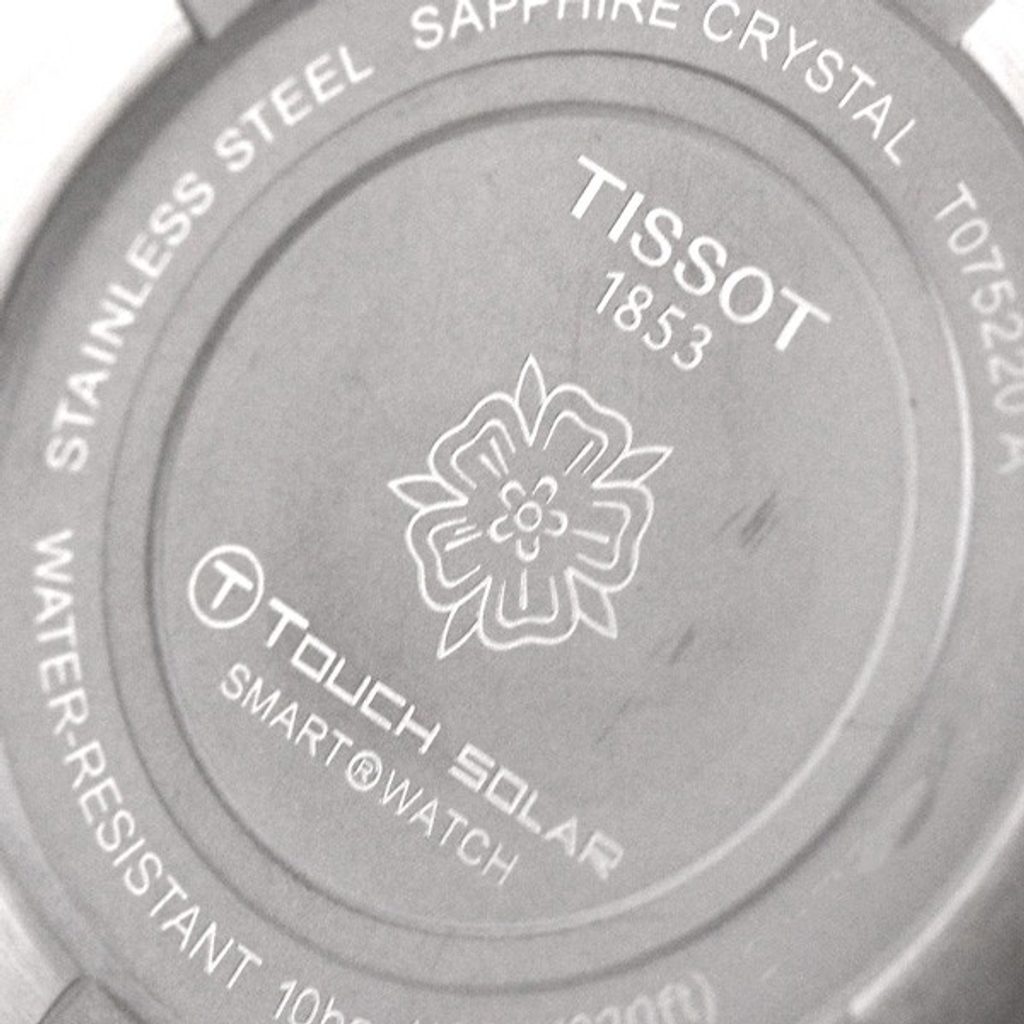 TISSOT
1853
T TOUCH SOLAR
SMART®WATCH
STAINLESS STEEL SAPPHIRE CRYSTAL T075220 A
WATER-RESISTANT